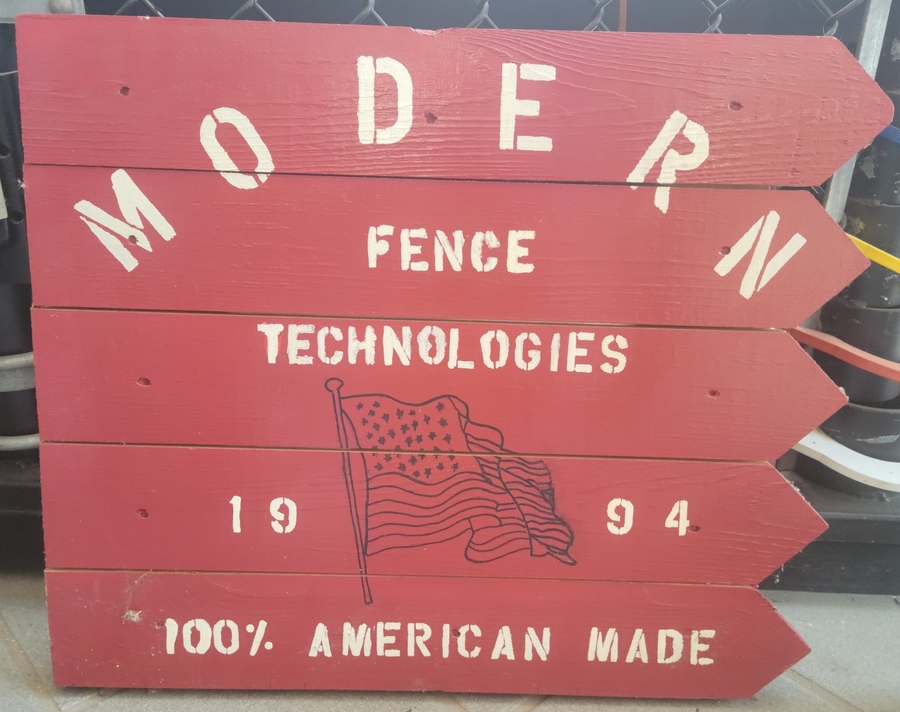 MODERN
FENCE
TECHNOLOGIES
19 94
100% AMERICAN MADE